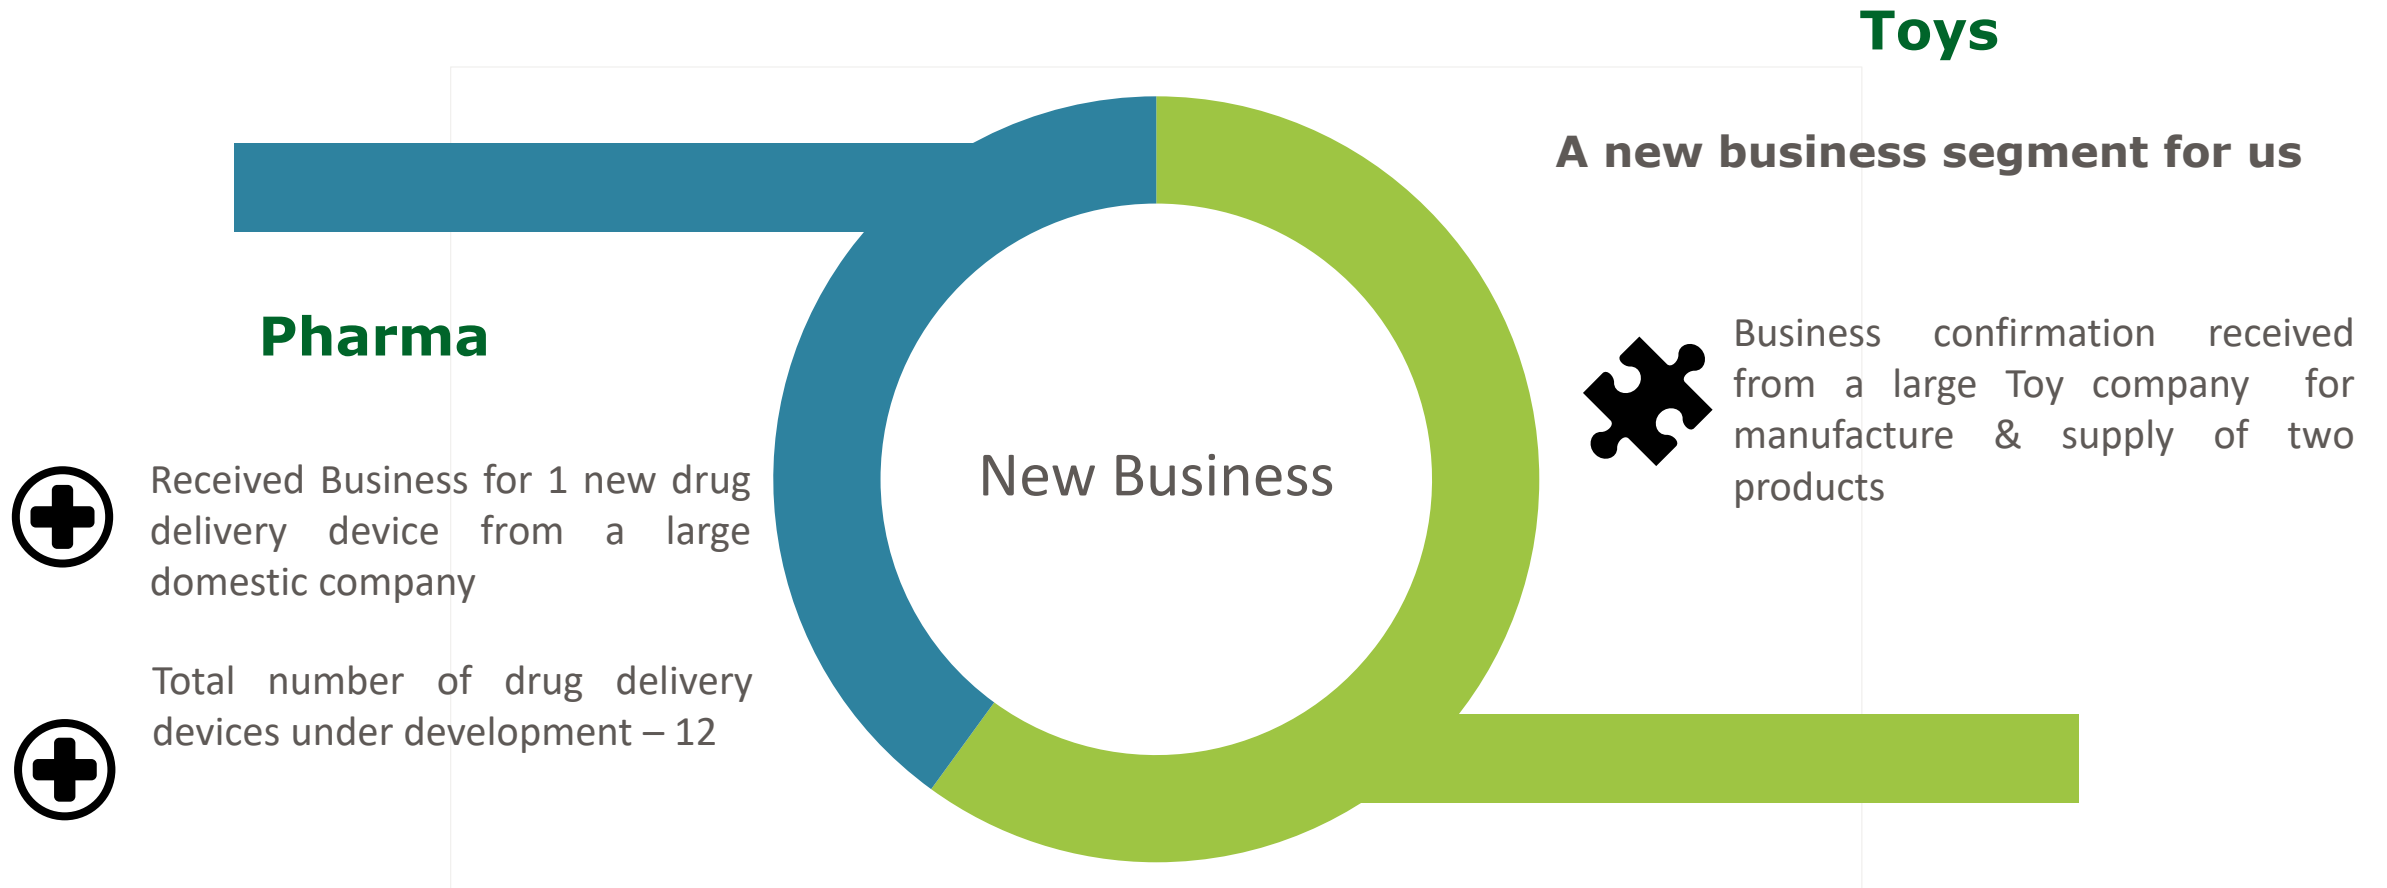 Toys
A new business segment for us
Business confirmation received
from a large Toy company for
manufacture & supply of two
products
New Business
Pharma
Received Business for 1 new drug
delivery device from a large
domestic company
Total number of drug delivery
devices under development – 12